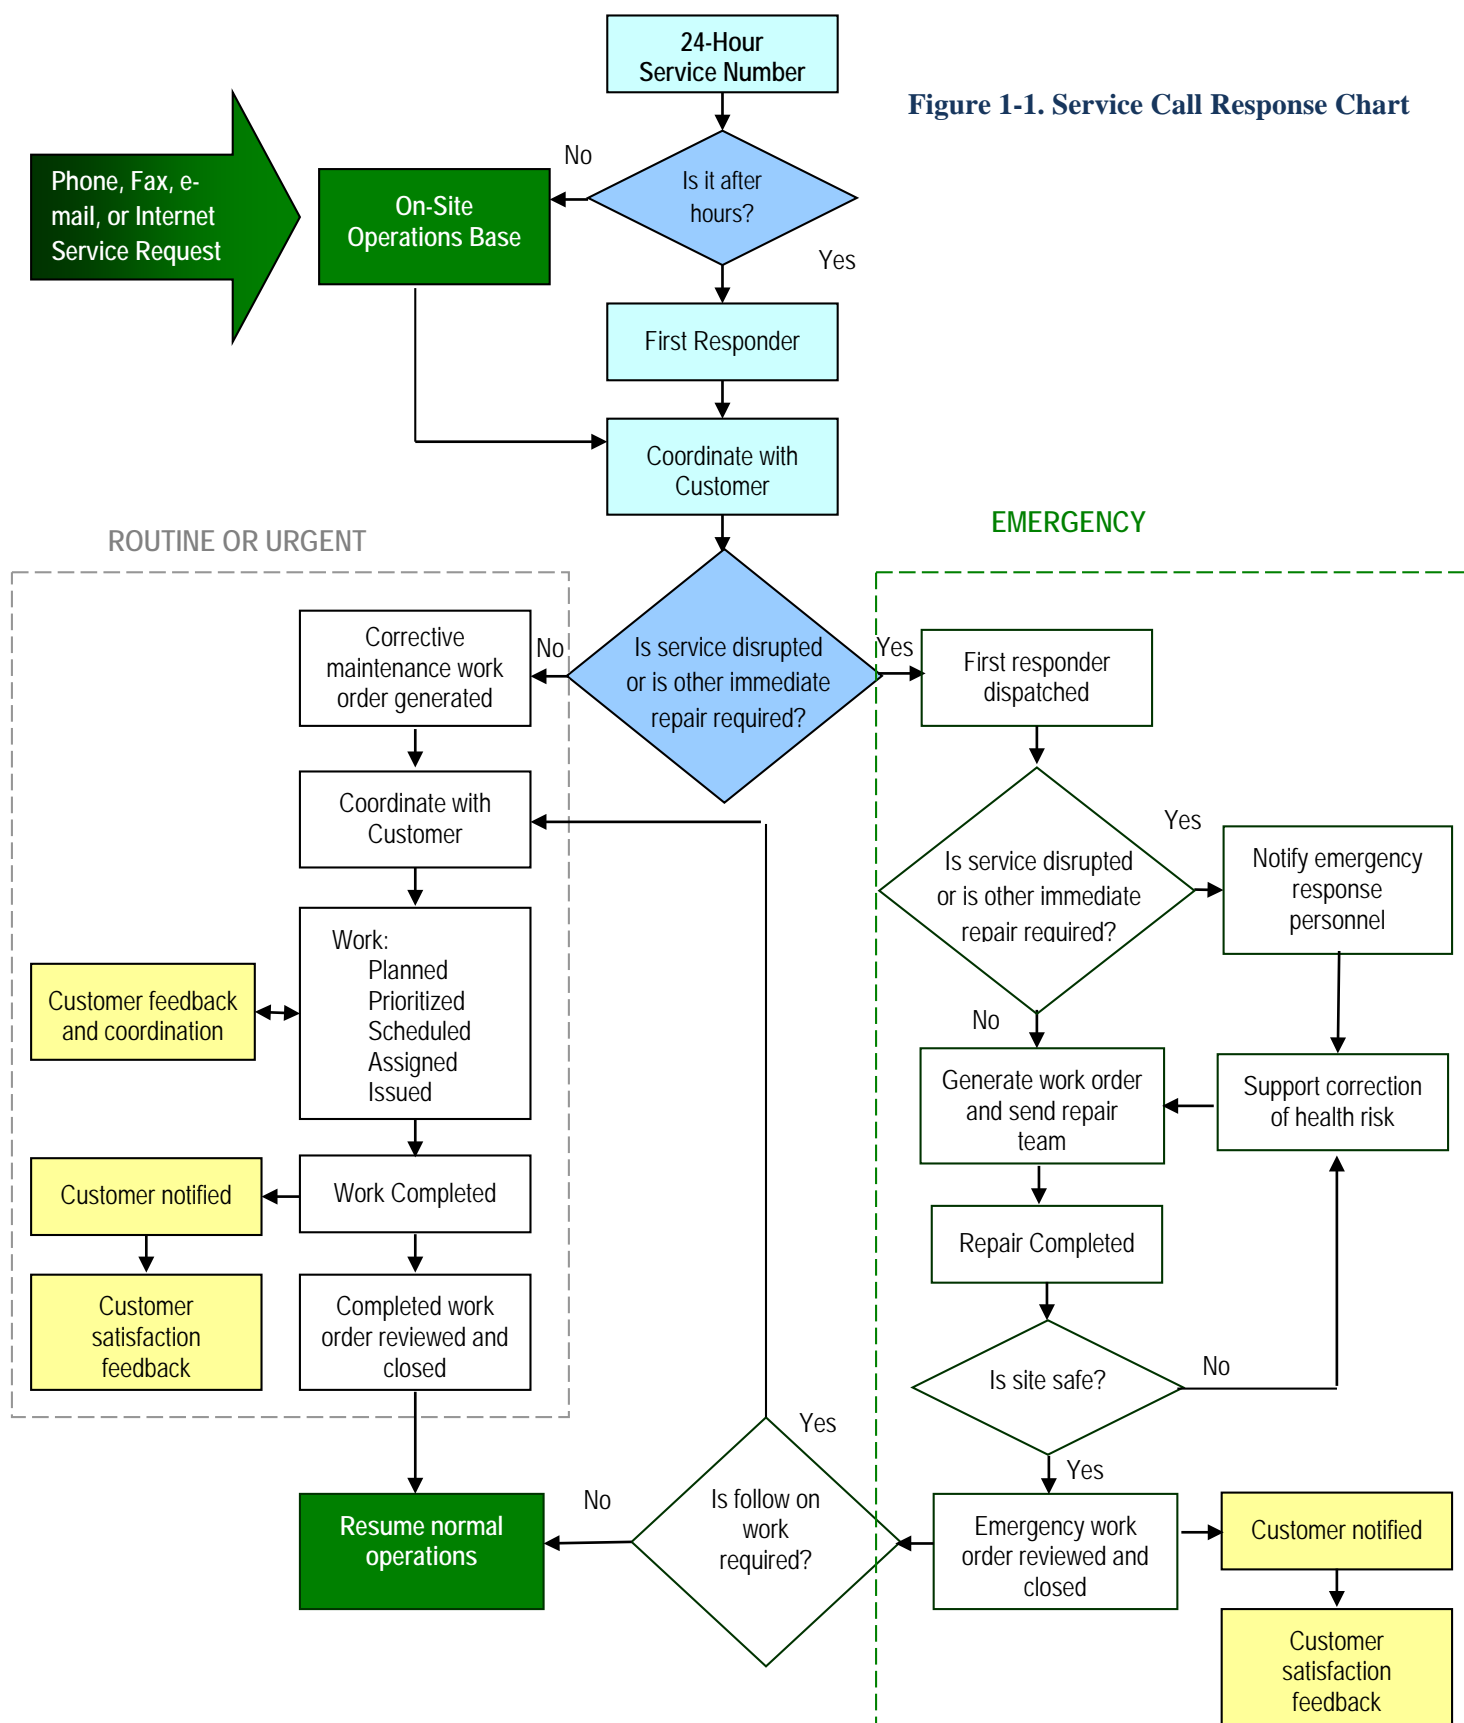 24-Hour
Service Number
Figure 1-1. Service Call Response Chart
No
Phone, Fax, e-
mail, or Internet
Service Request
On-Site
Operations Base
Is it after
hours?
Yes
First Responder
Coordinate with
Customer
ROUTINE OR URGENT
EMERGENCY
Corrective
maintenance work
order generated
No
Is service disrupted
or is other immediate
repair required?
Yes
First responder
dispatched
Coordinate with
Customer
Is service disrupted
or is other immediate
repair required?
Yes
Notify emergency
response
personnel
Work:
Planned
Prioritized
Scheduled
Assigned
Issued
Customer feedback
and coordination
No
Generate work order
and send repair
team
Support correction
of health risk
Customer notified
Work Completed
Repair Completed
Customer
satisfaction
feedback
Completed work
order reviewed and
closed
Is site safe?
No
Yes
Yes
Resume normal
operations
No
Is follow on
work
required?
Emergency work
order reviewed and
closed
Customer notified
Customer
satisfaction
feedback